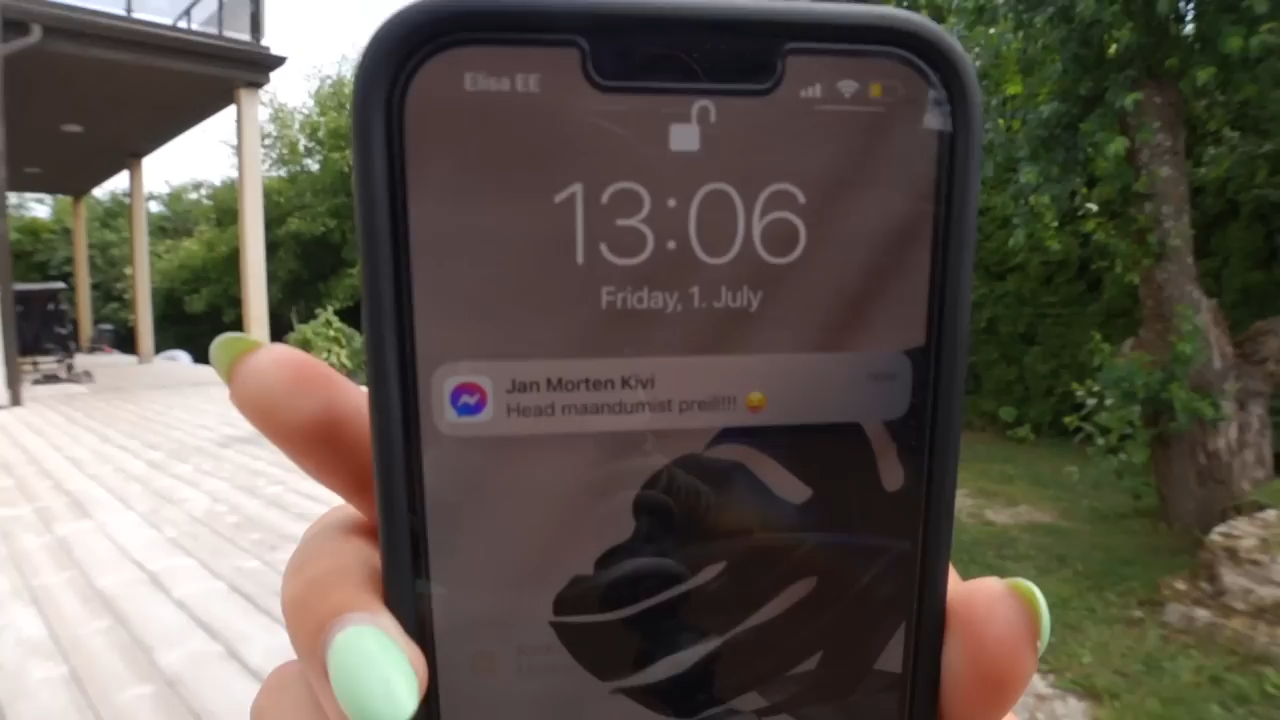 Elisa EE
13:06
Friday, 1. July
Jan Morten Kivi
Head maandumist preili!!! 😜